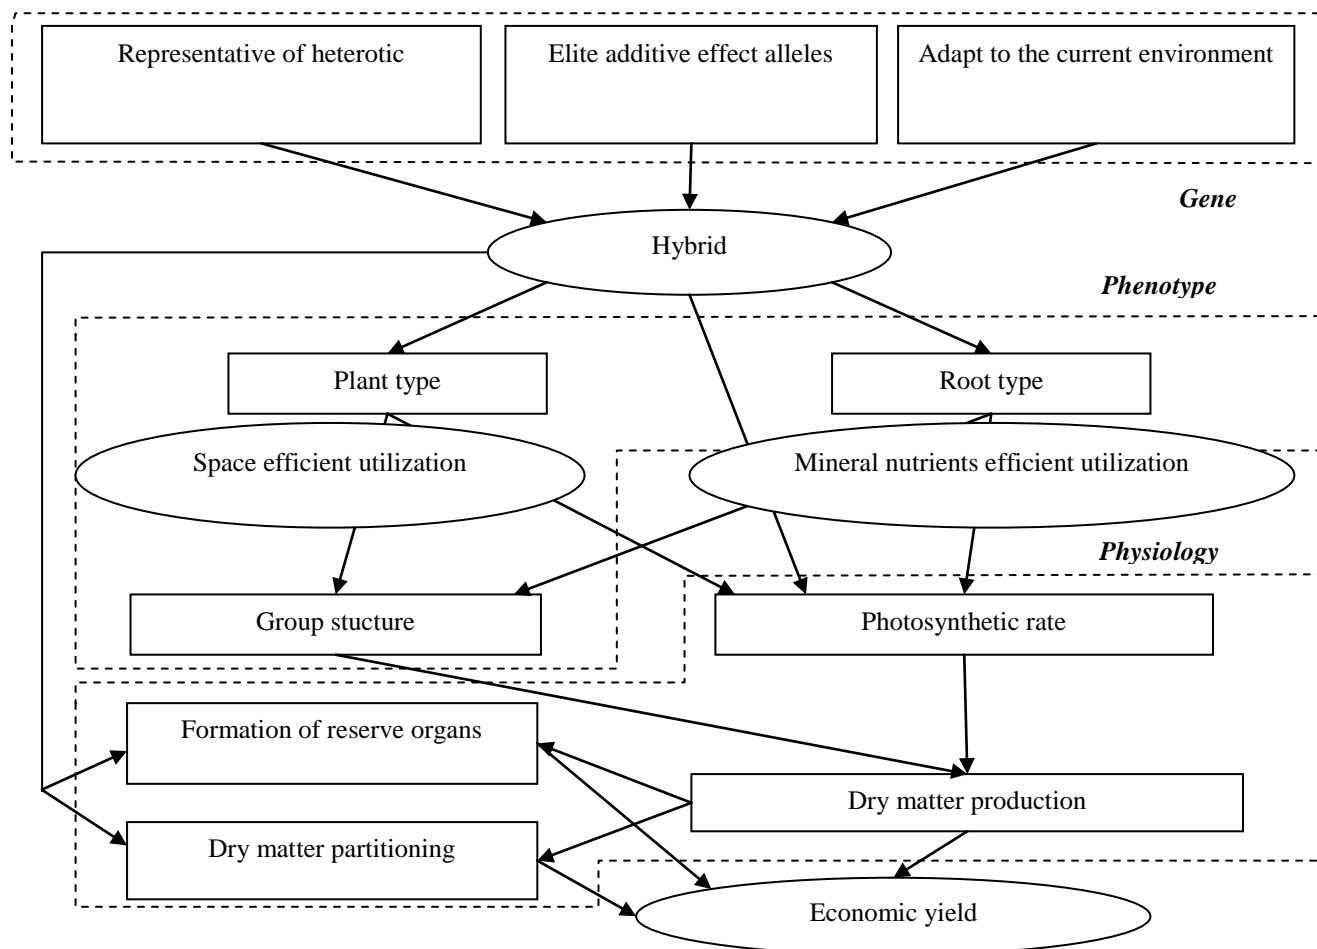 Representative of heterotic
Elite additive effect alleles
Adapt to the current environment
Gene
Hybrid
Phenotype
Plant type
Root type
Space efficient utilization
Mineral nutrients efficient utilization
Physiology
Group stucture
Photosynthetic rate
Formation of reserve organs
Dry matter production
Dry matter partitioning
Economic yield